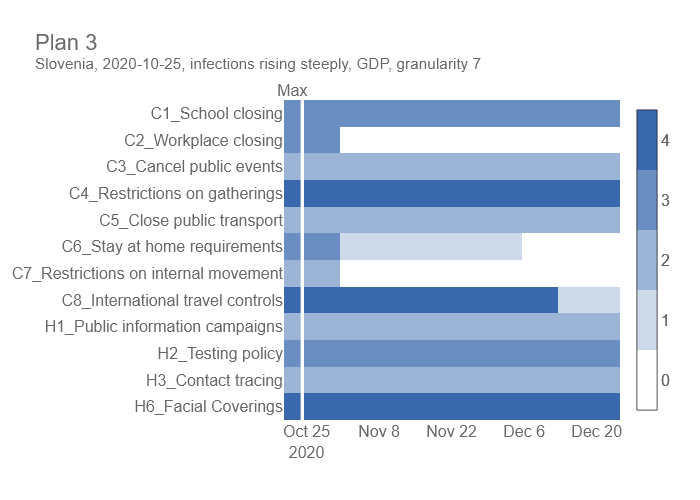 Plan 3
Slovenia, 2020-10-25, infections rising steeply, GDP, granularity 7
Max
C1_School closing
C2_Workplace closing
C3_Cancel public events
C4_Restrictions on gatherings
C5_Close public transport
C6_Stay at home requirements
C7_Restrictions on internal movement
C8_International travel controls
H1_Public information campaigns
H2_Testing policy
H3_Contact tracing
H6_Facial Coverings
Oct 25 Nov 8 Nov 22 Dec 6 Dec 20
2020
4
3
2
1
0